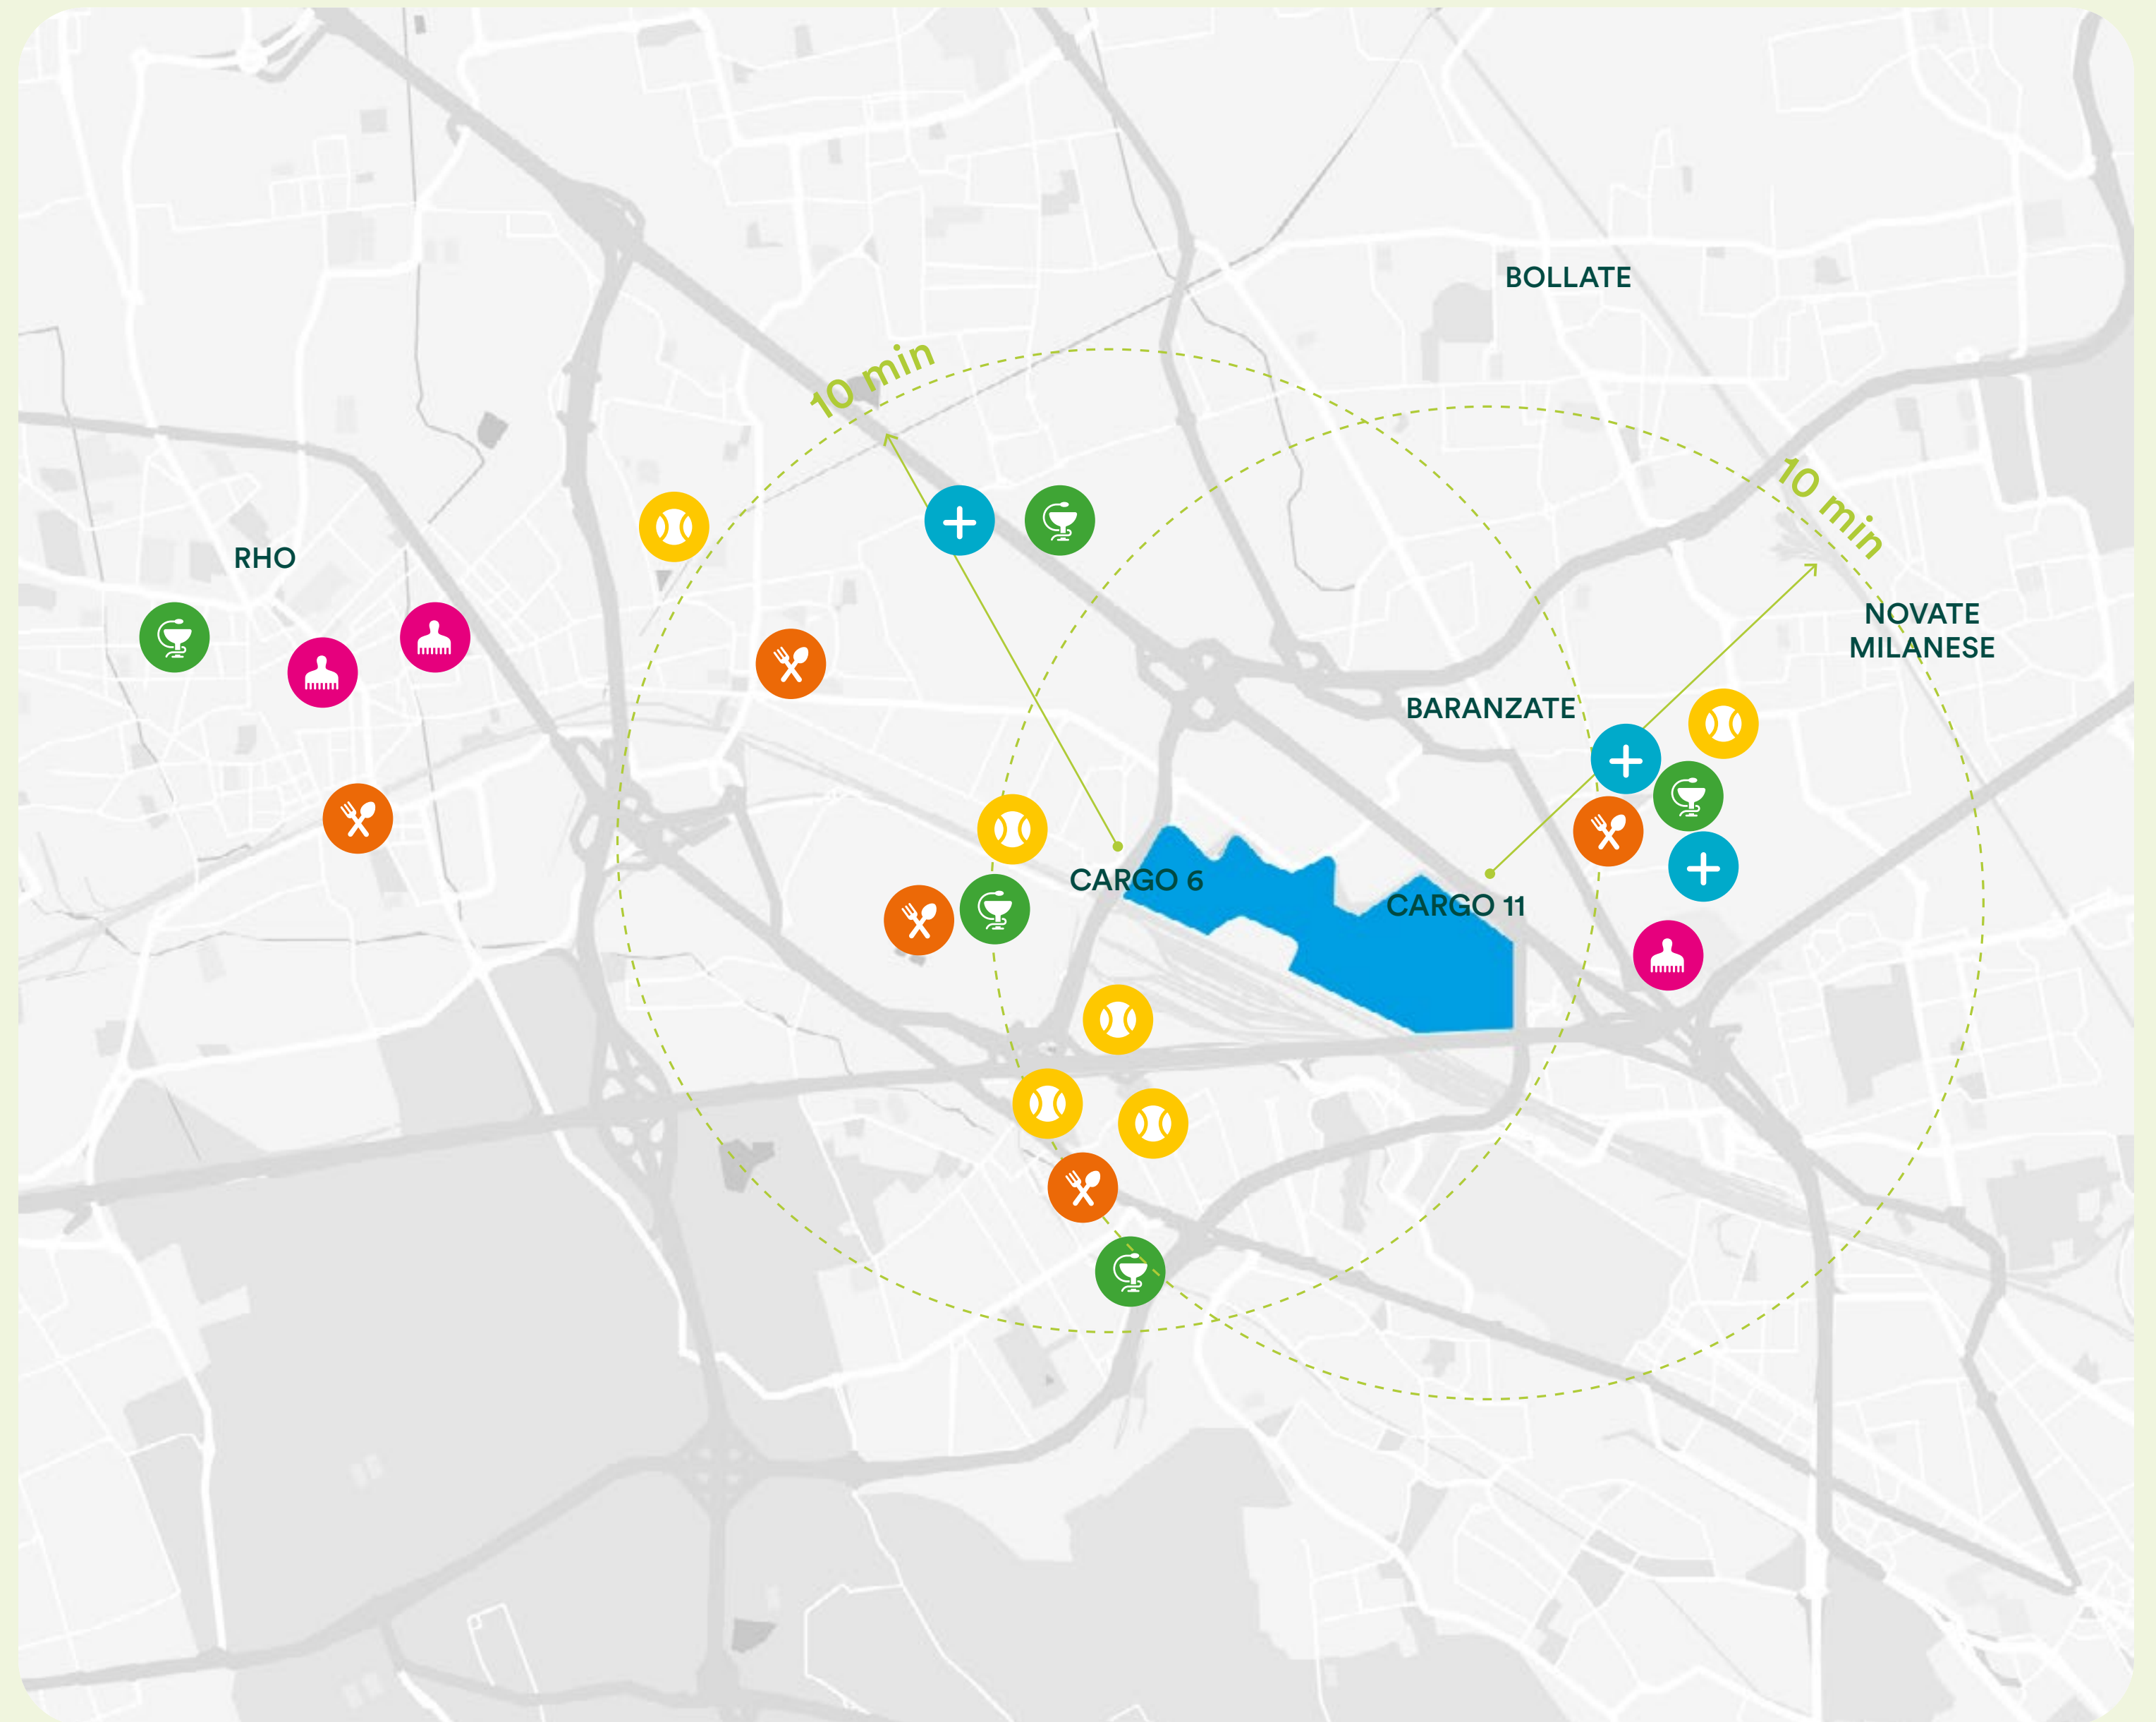 BOLLATE
10 min
10 min
RHO
NOVATE
MILANESE
BARANZATE
CARGO 6
CARGO 11